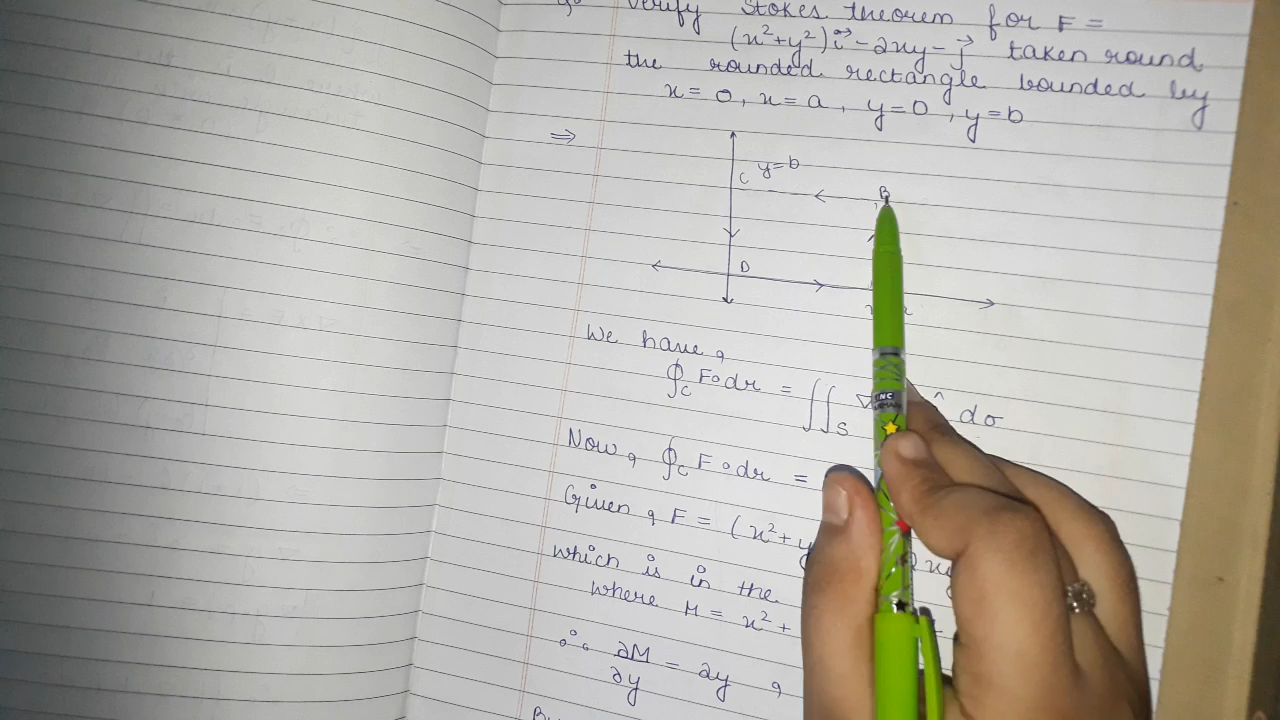 Verify Stokes theorem for F =
(x²+y²) i⃗ - 2xy - j⃗ taken round
the rounded rectangle bounded by
x = 0, x = a, y = 0, y = b
⇒
y=b
C
B
D
We have,
∮c F∘dr = ∬S ∇ ^ dσ
Now, ∮c F∘dr =
Given, F = (x²+y
which is in the
where M = x² +
∴ ∂M/∂y = 2y,